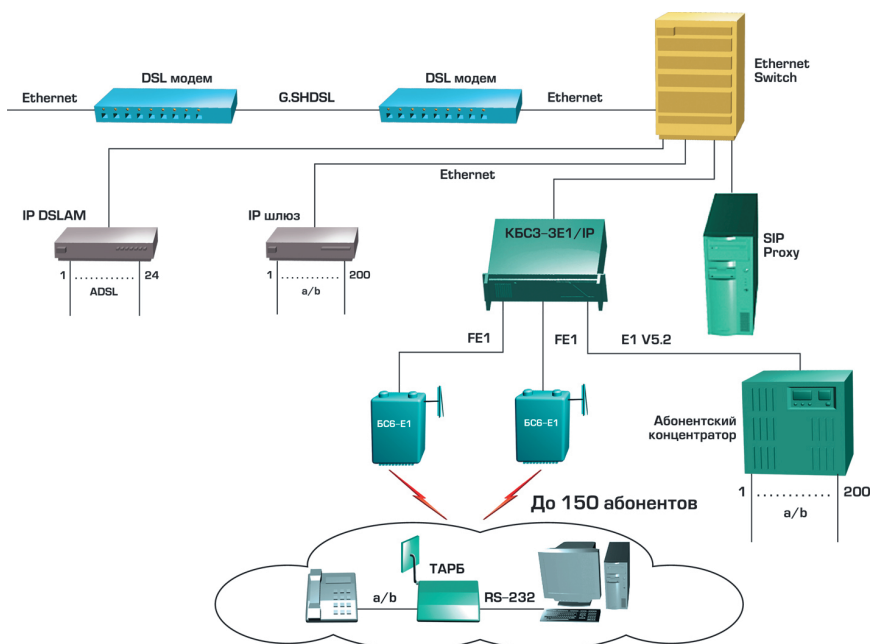 DSL модем
DSL модем
Ethernet
G.SHDSL
Ethernet
Ethernet
Switch
Ethernet
IP DSLAM
IP шлюз
КБС3-3E1/IP
SIP
Proxy
1 ............ 24
ADSL
1 ............ 200
a/b
FE1
FE1
E1 V5.2
БС6-Е1
БС6-Е1
Абонентский
концентратор
До 150 абонентов
1 ............ 200
a/b
ТАРБ
a/b
RS-232